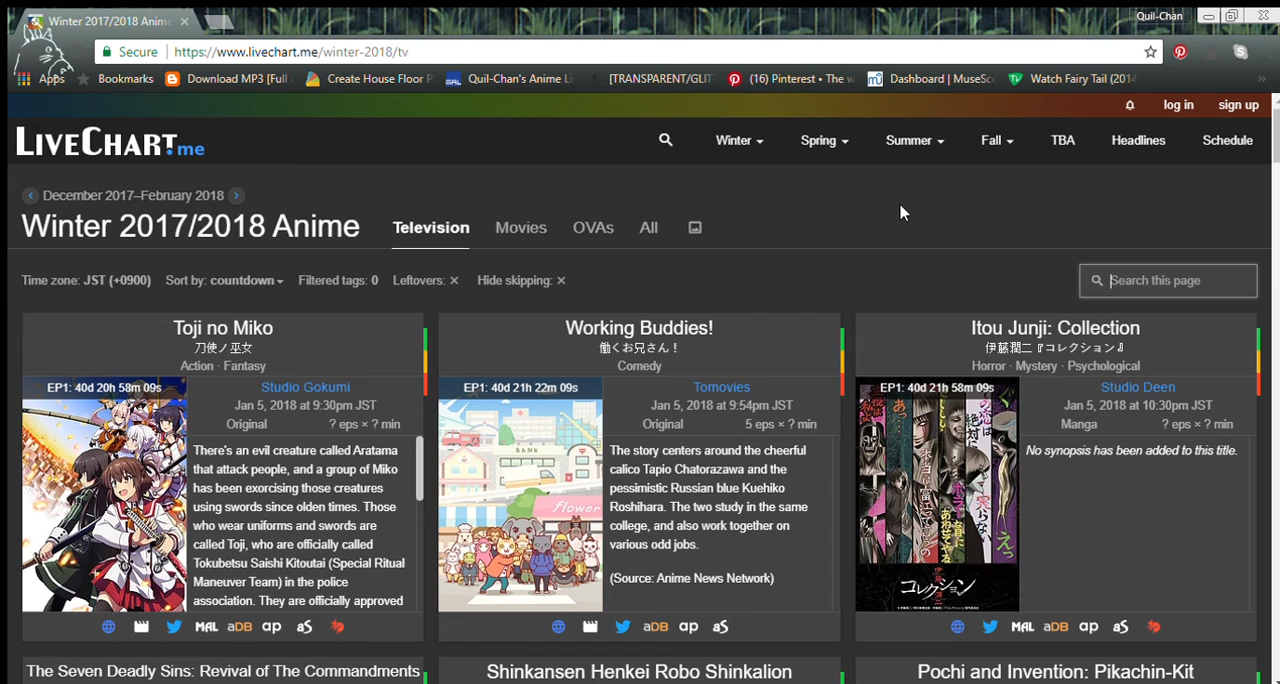 Winter 2017/2018 Anim
Quil-Chan
Secure https://www.livechart.me/winter-2018/tv
Apps Bookmarks Download MP3 [Full Create House Floor P Quil-Chan's Anime Li [TRANSPARENT/GLIT (16) Pinterest • The w Dashboard | MuseSc Watch Fairy Tail (2014
log in sign up
LIVECHART.me Winter Spring Summer Fall TBA Headlines Schedule
December 2017–February 2018
Winter 2017/2018 Anime Television Movies OVAs All
Time zone: JST (+0900) Sort by: countdown Filtered tags: 0 Leftovers: × Hide skipping: × Search this page
Toji no Miko
刀使ノ巫女
Action · Fantasy
EP1: 40d 20h 58m 09s
Studio Gokumi
Jan 5, 2018 at 9:30pm JST
Original ? eps × ? min
There's an evil creature called Aratama
that attack people, and a group of Miko
has been exorcising those creatures
using swords since olden times. Those
who wear uniforms and swords are
called Toji, who are officially called
Tokubetsu Saishi Kitoutai (Special Ritual
Maneuver Team) in the police
association. They are officially approved
MAL aDB ap aS
Working Buddies!
働くお兄さん！
Comedy
EP1: 40d 21h 22m 09s
Tomovies
Jan 5, 2018 at 9:54pm JST
Original 5 eps × ? min
BANK
flower
The story centers around the cheerful
calico Tapio Chatorazawa and the
pessimistic Russian blue Kuehiko
Roshihara. The two study in the same
college, and also work together on
various odd jobs.
(Source: Anime News Network)
aDB ap aS
Itou Junji: Collection
伊藤潤二『コレクション』
Horror · Mystery · Psychological
EP1: 40d 21h 58m 09s
Studio Deen
Jan 5, 2018 at 10:30pm JST
Manga ? eps × ? min
No synopsis has been added to this title.
コレクション
MAL aDB ap aS
The Seven Deadly Sins: Revival of The Commandments
Shinkansen Henkei Robo Shinkalion
Pochi and Invention: Pikachin-Kit